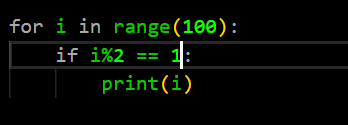 for i in range(100):
    if i%2 == 1:
        print(i)